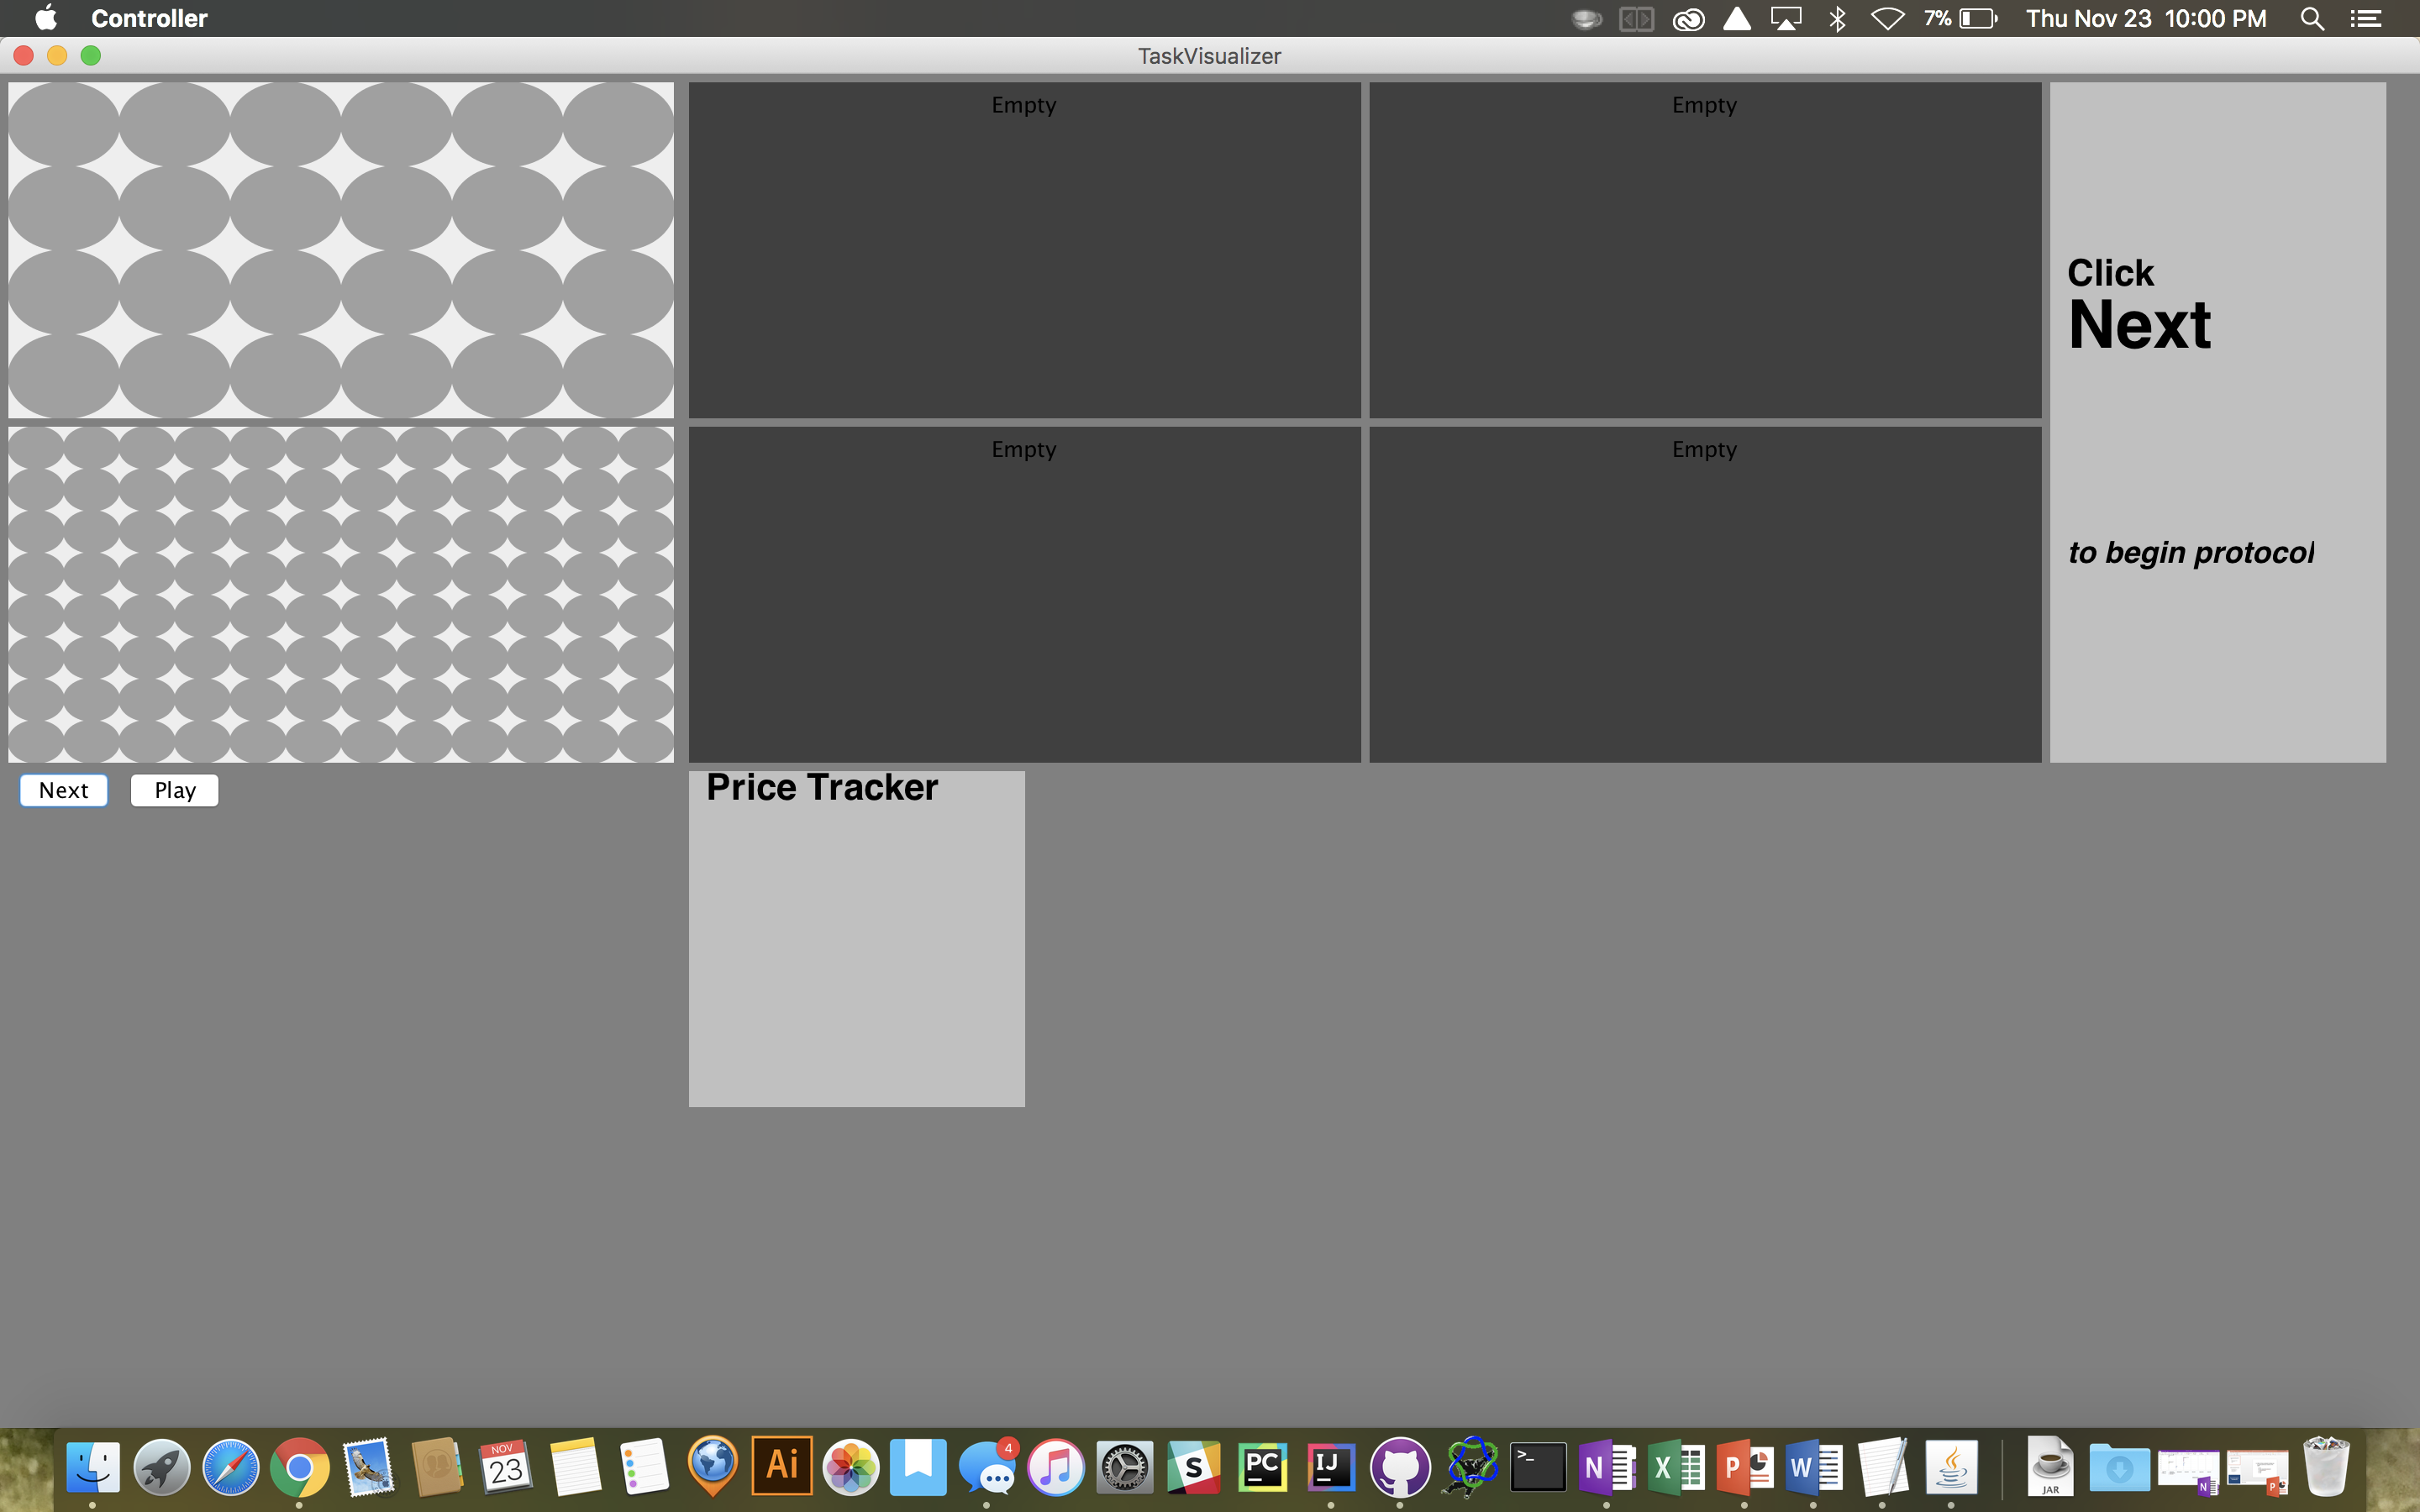 Controller
7% Thu Nov 23 10:00 PM
TaskVisualizer
Empty
Empty
Click
Next
to begin protocol
Empty
Empty
Next
Play
Price Tracker
NOV
23
Ai
4
S
PC
IJ
>_
N
X
P
W
JAR
N
P